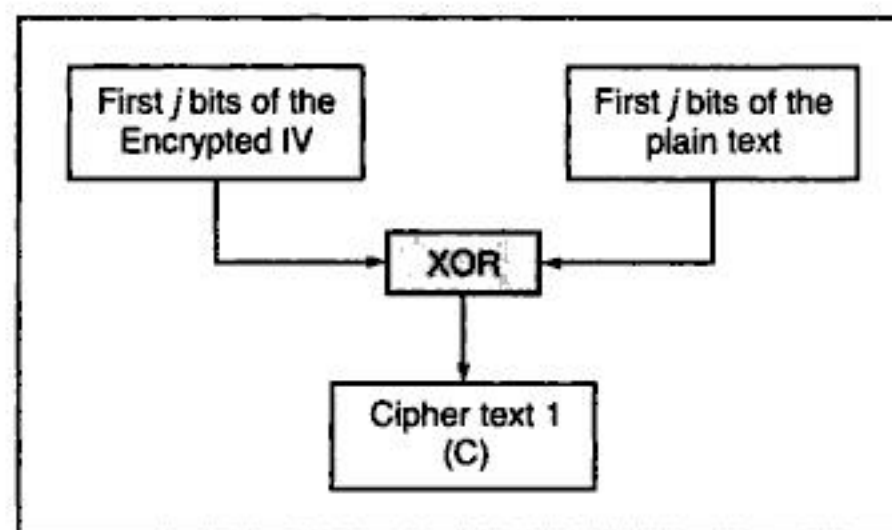 First j bits of the
Encrypted IV
First j bits of the
plain text
XOR
Cipher text 1
(C)